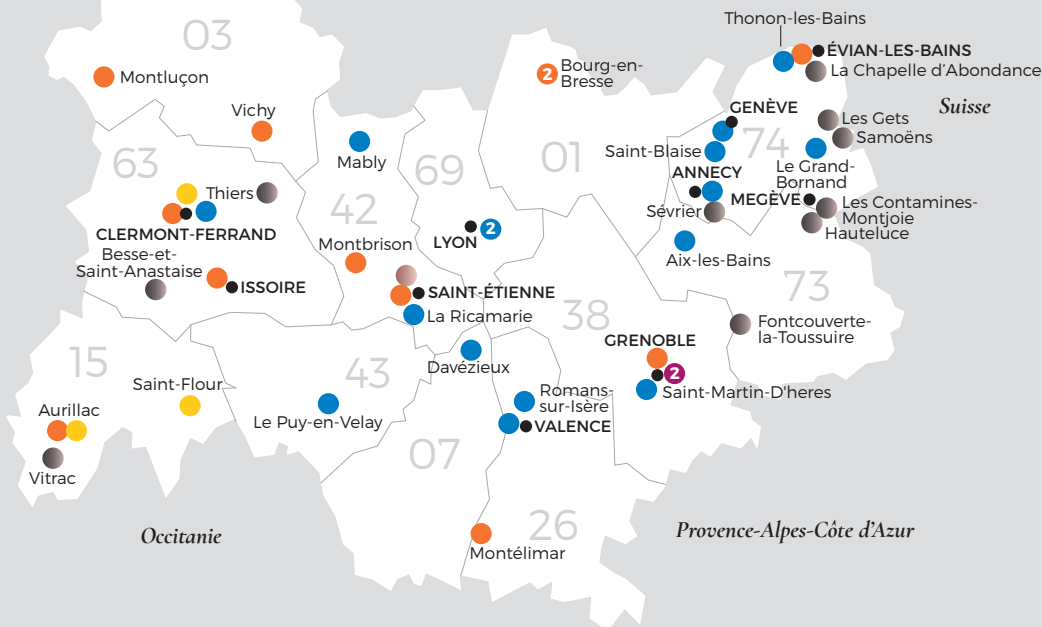 Thonon-les-Bains
03
ÉVIAN-LES-BAINS
2
Bourg-en-
Bresse
La Chapelle d'Abondance
Montluçon
Suisse
GENÈVE
Vichy
Les Gets
Samoëns
74
Saint-Blaise
Mably
63
69
01
Le Grand-
Bornand
ANNECY
Thiers
MEGÈVE
Les Contamines-
Montjoie
Sévrier
42
Hauteluce
CLERMONT-FERRAND
LYON
2
Montbrison
Besse-et-
Saint-Anastaise
Aix-les-Bains
ISSOIRE
73
SAINT-ÉTIENNE
La Ricamarie
38
Fontcouverte-
la-Toussuire
GRENOBLE
15
43
Davézieux
2
Saint-Flour
Saint-Martin-D'heres
Romans-
sur-Isère
Aurillac
Le Puy-en-Velay
VALENCE
07
Vitrac
26
Provence-Alpes-Côte d'Azur
Occitanie
Montélimar